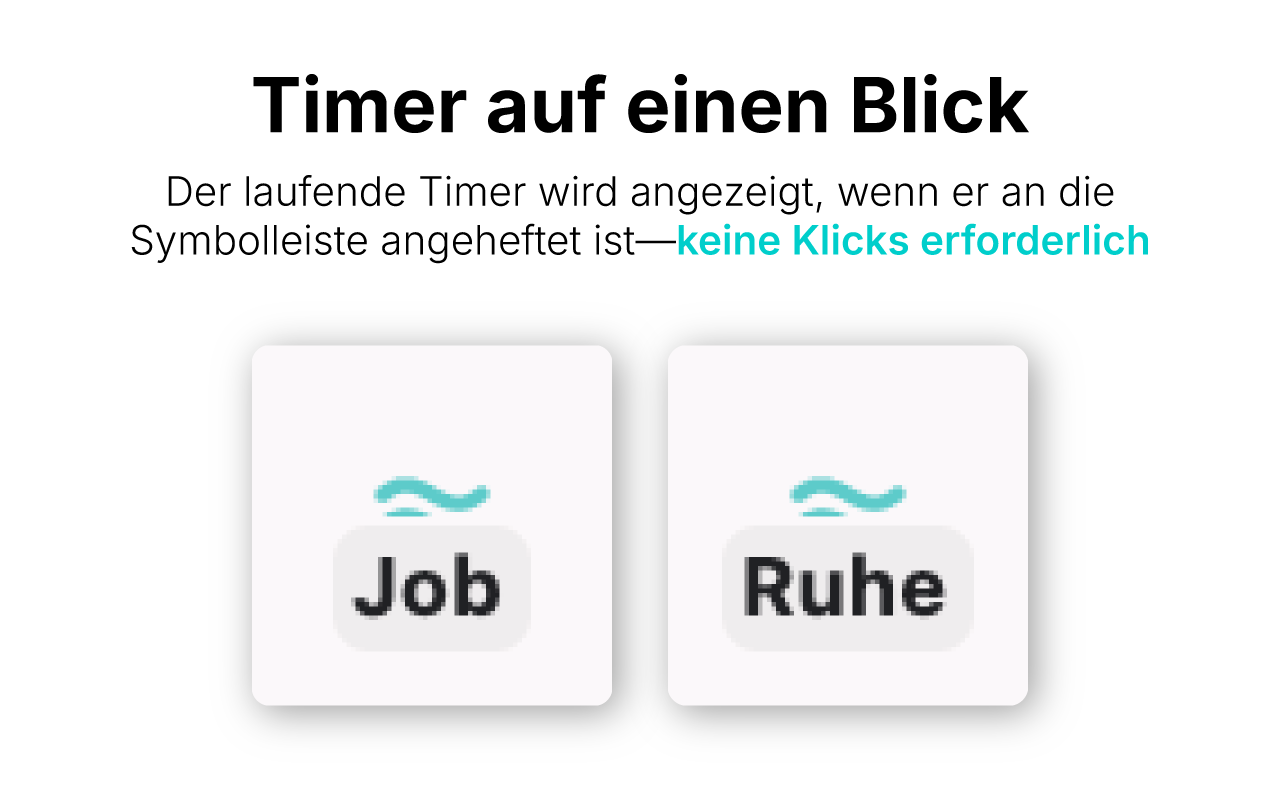 Timer auf einen Blick
Der laufende Timer wird angezeigt, wenn er an die
Symbolleiste angeheftet ist—keine Klicks erforderlich
Job
Ruhe